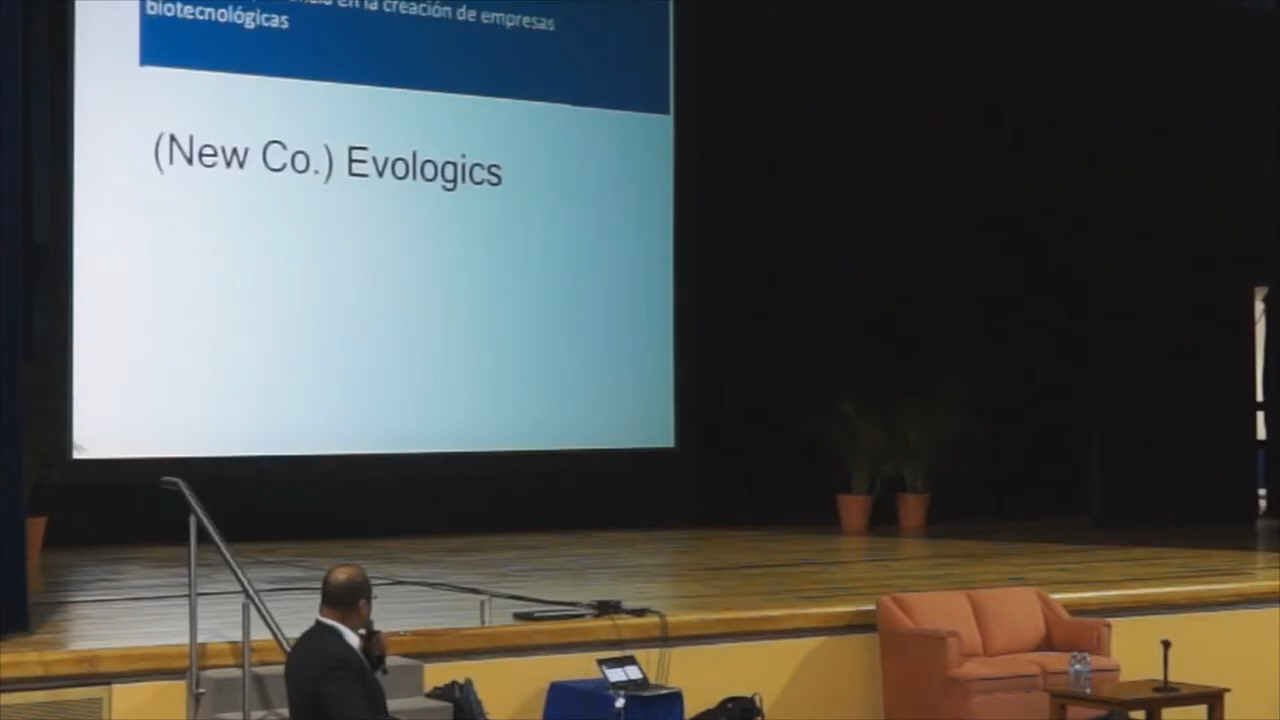 en la creación de empresas
biotecnológicas
(New Co.) Evologics